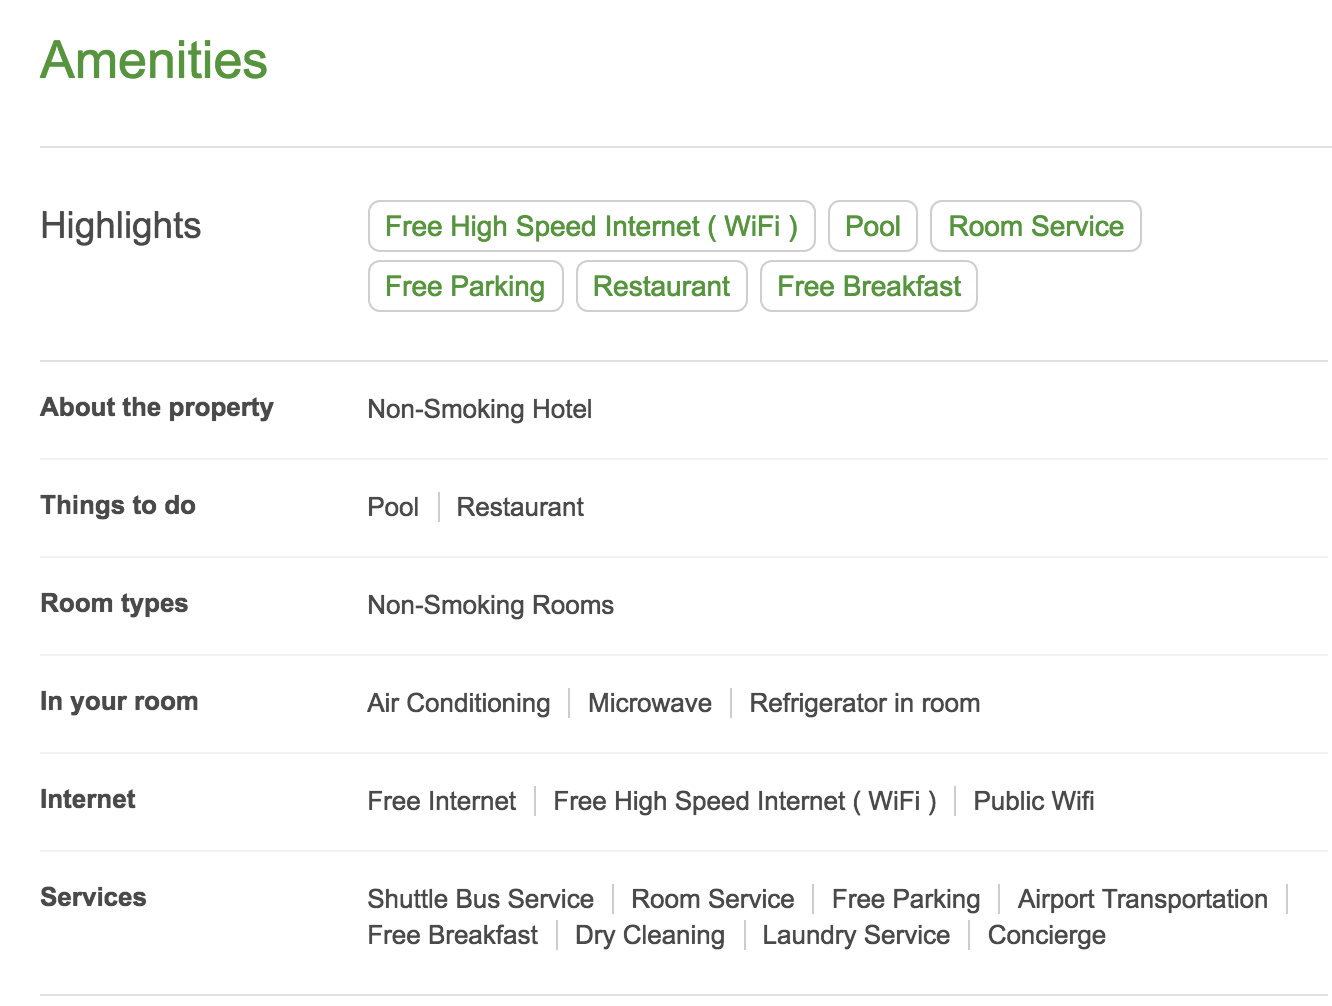 Amenities
Highlights
Free High Speed Internet ( WiFi ) Pool Room Service
Free Parking Restaurant Free Breakfast
About the property Non-Smoking Hotel
Things to do Pool Restaurant
Room types Non-Smoking Rooms
In your room Air Conditioning Microwave Refrigerator in room
Internet Free Internet Free High Speed Internet ( WiFi ) Public Wifi
Services Shuttle Bus Service Room Service Free Parking Airport Transportation
Free Breakfast Dry Cleaning Laundry Service Concierge